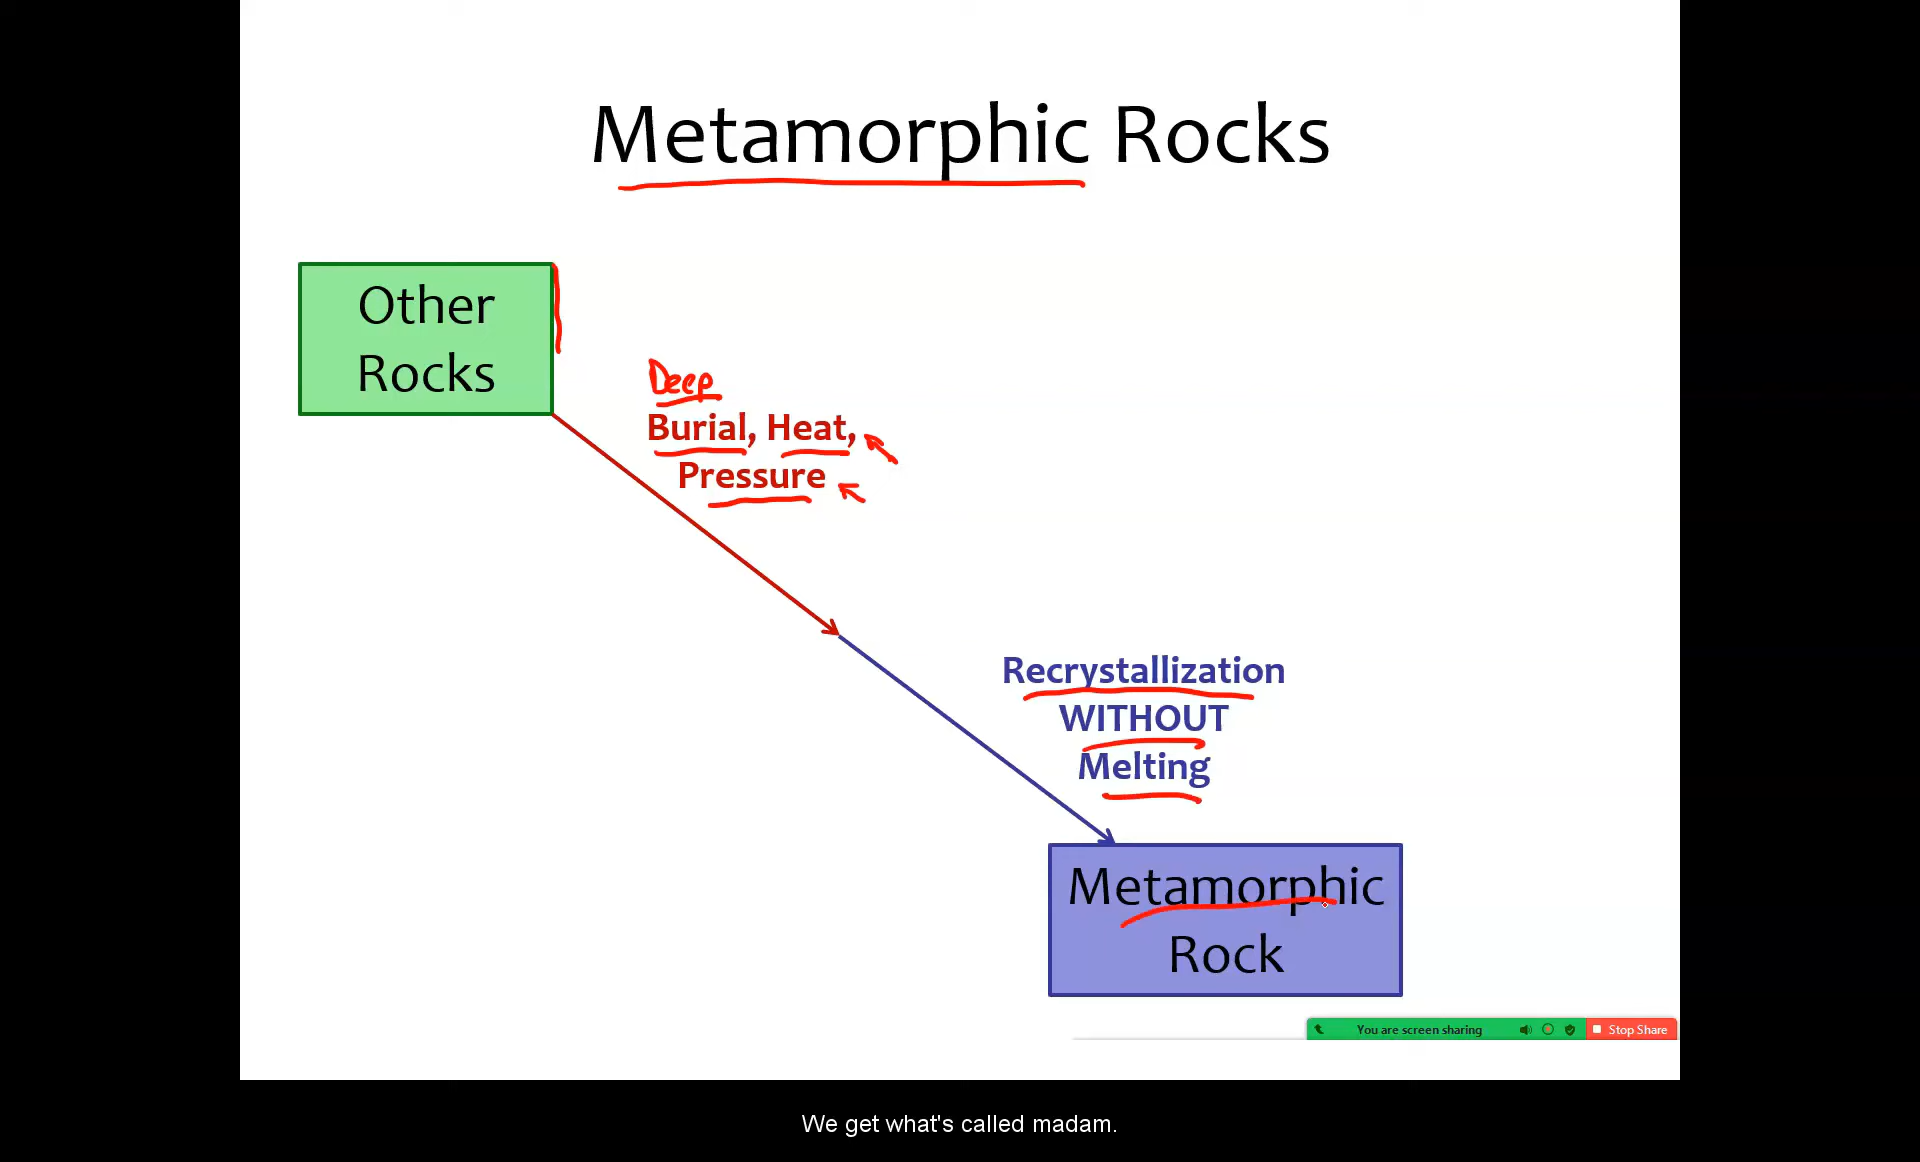 Metamorphic Rocks
Other
Rocks
Deep
Burial, Heat,
Pressure
Recrystallization
WITHOUT
Melting
Metamorphic
Rock
You are screen sharing
Stop Share
We get what's called madam.